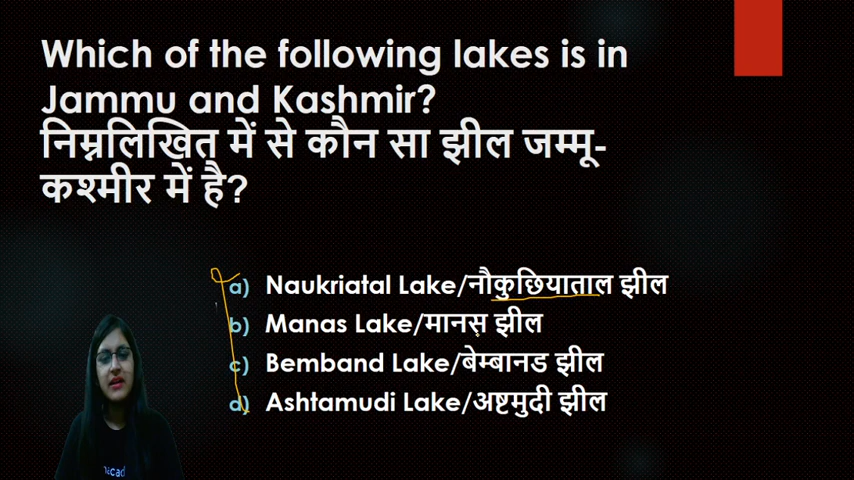 Which of the following lakes is in
Jammu and Kashmir?
निम्नलिखित में से कौन सा झील जम्मू-
कश्मीर में है?
a) Naukriatal Lake/नौकुछियाताल झील
b) Manas Lake/मानस झील
c) Bemband Lake/बेम्बानड झील
d) Ashtamudi Lake/अष्टमुदी झील